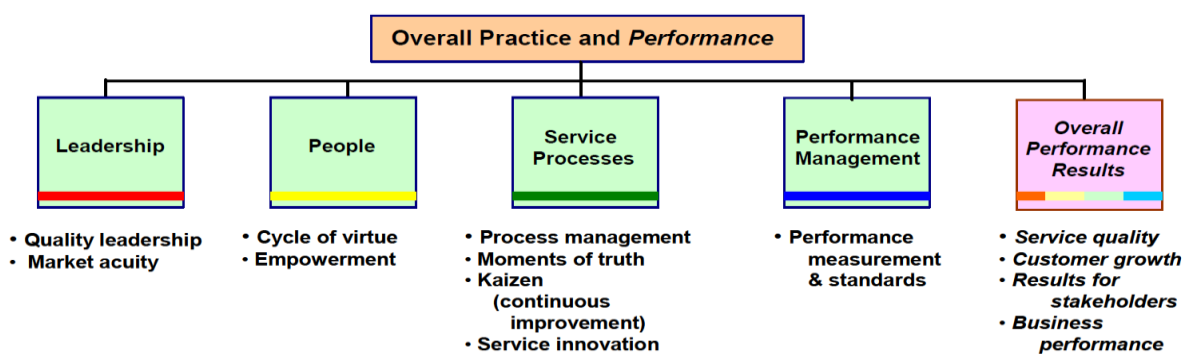 Overall Practice and Performance
Leadership
People
Service
Processes
Performance
Management
Overall
Performance
Results
• Quality leadership
• Market acuity
• Cycle of virtue
• Empowerment
• Process management
• Moments of truth
• Kaizen
(continuous
improvement)
• Service innovation
• Performance
measurement
& standards
• Service quality
• Customer growth
• Results for
stakeholders
• Business
performance